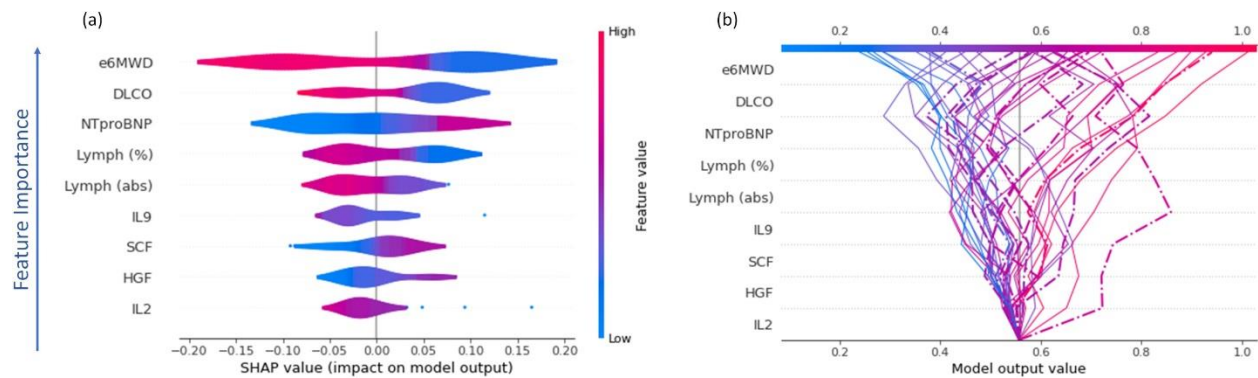 (a)
High
e6MWD
DLCO
NTproBNP
Lymph (%)
Lymph (abs)
IL9
SCF
HGF
IL2
Feature Importance
Feature value
Low
−0.20 −0.15 −0.10 −0.05 0.00 0.05 0.10 0.15 0.20
SHAP value (impact on model output)
(b)
0.2 0.4 0.6 0.8 1.0
e6MWD
DLCO
NTproBNP
Lymph (%)
Lymph (abs)
IL9
SCF
HGF
IL2
0.2 0.4 0.6 0.8 1.0
Model output value